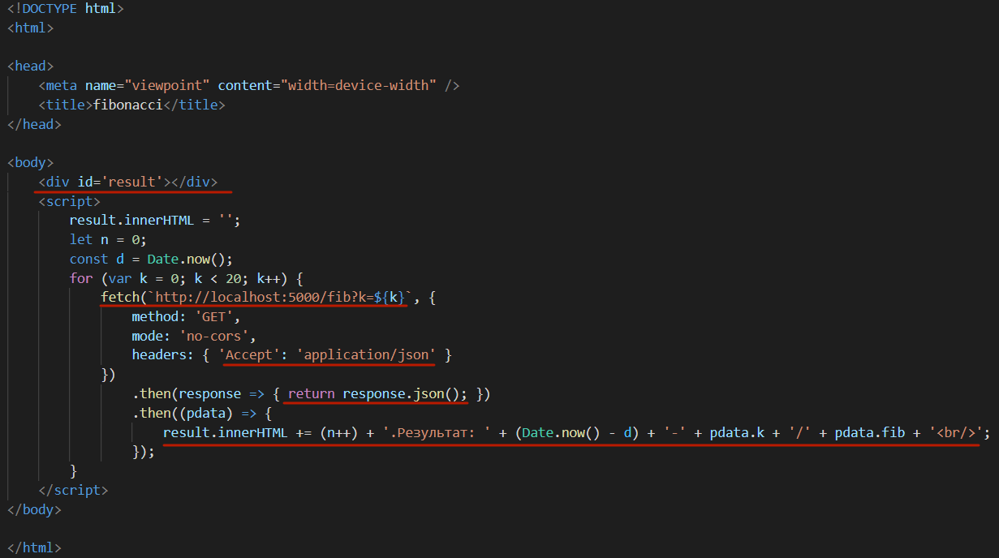 <!DOCTYPE html>
<html>
<head>
<meta name="viewpoint" content="width=device-width" />
<title>fibonacci</title>
</head>
<body>
<div id='result'></div>
<script>
result.innerHTML = '';
let n = 0;
const d = Date.now();
for (var k = 0; k < 20; k++) {
fetch(`http://localhost:5000/fib?k=${k}`, {
method: 'GET',
mode: 'no-cors',
headers: { 'Accept': 'application/json' }
})
.then(response => { return response.json(); })
.then((pdata) => {
result.innerHTML += (n++) + '.Результат: ' + (Date.now() - d) + '-' + pdata.k + '/' + pdata.fib + '<br/>';
});
}
</script>
</body>
</html>